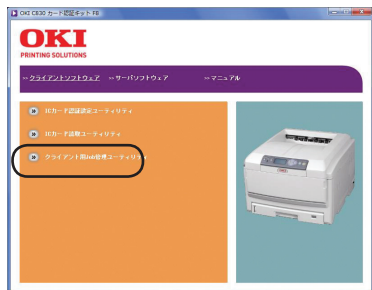 OKI C830 カード認証キット F8
OKI
PRINTING SOLUTIONS
>> クライアントソフトウェア >> サーバソフトウェア >> マニュアル
ICカード認証設定ユーティリティ
ICカード診断ユーティリティ
クライアント用Job管理ユーティリティ